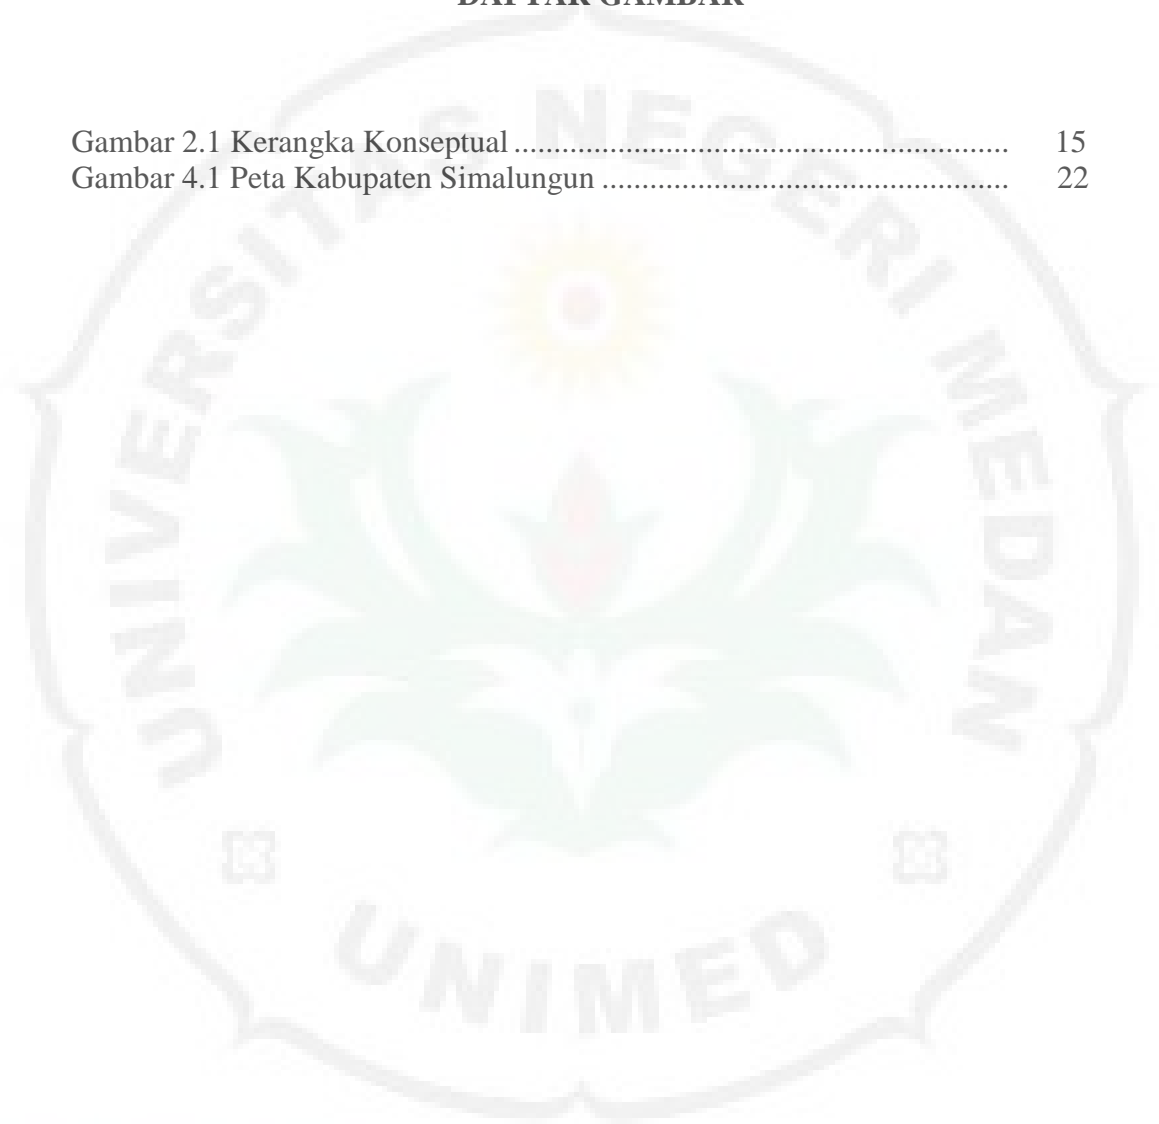 DAFTAR GAMBAR
Gambar 2.1 Kerangka Konseptual ............................................................. 15
Gambar 4.1 Peta Kabupaten Simalungun .................................................. 22
UNIVERSITAS NEGERI MEDAN
UNIMED